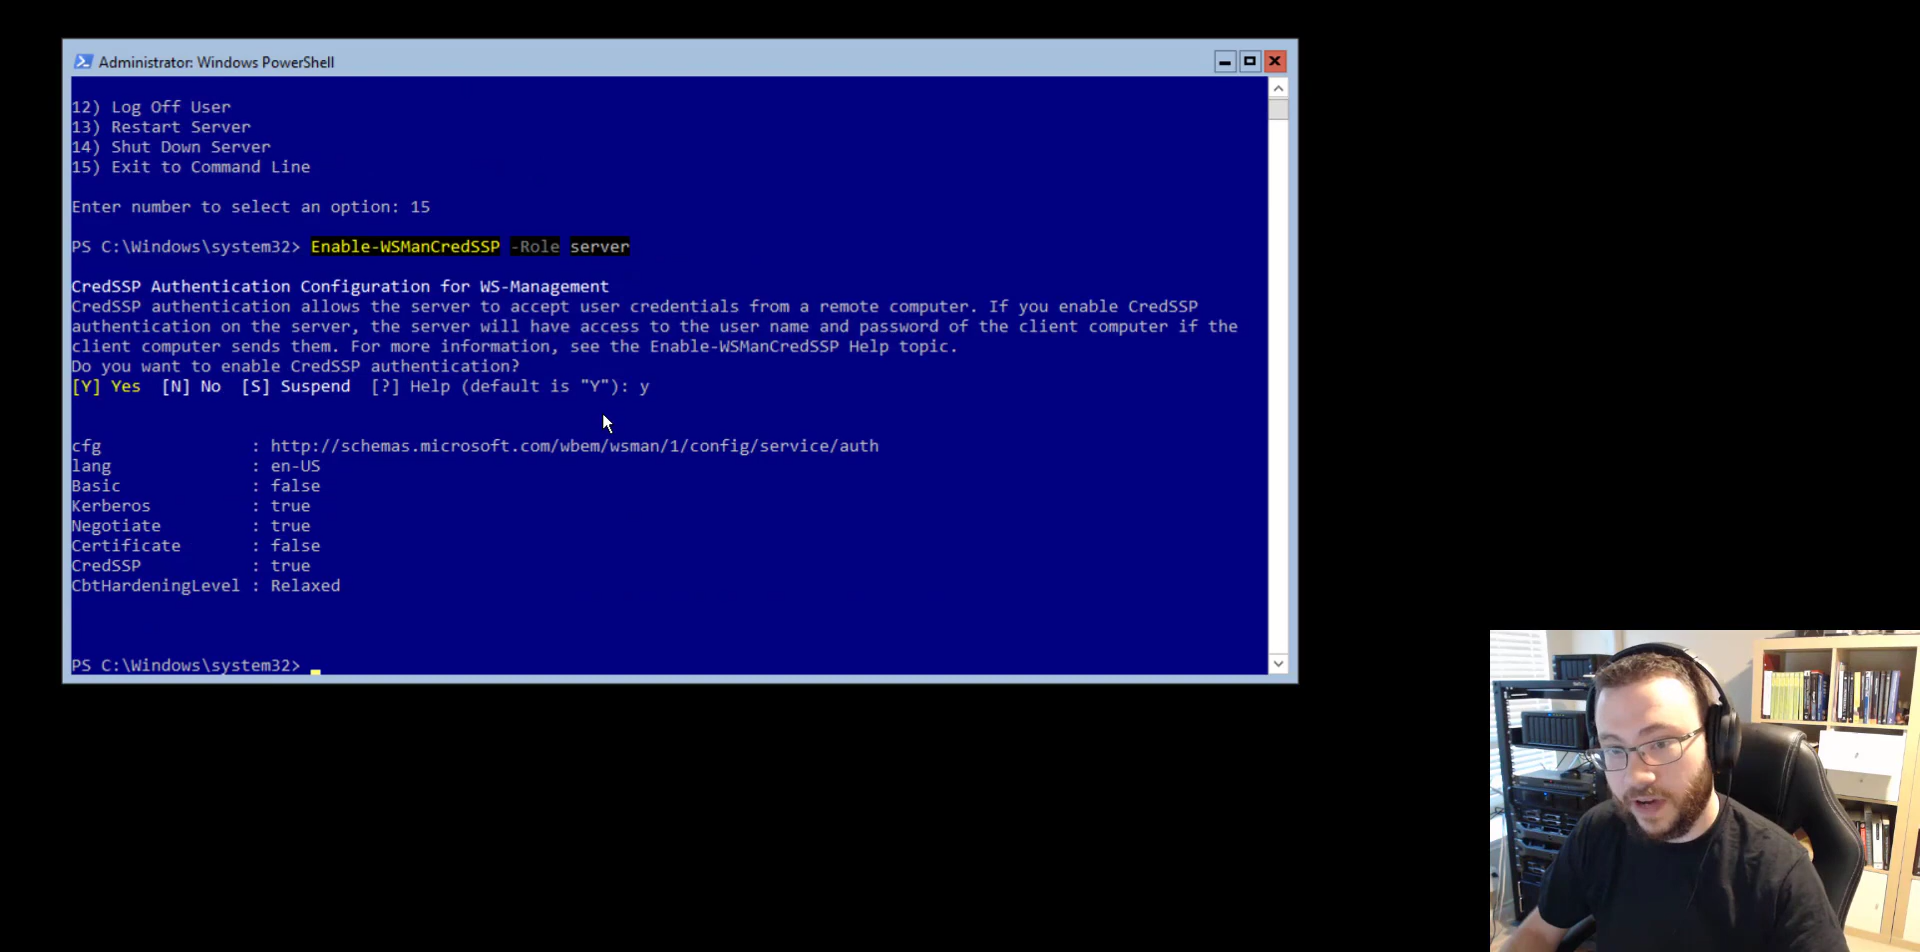 Administrator: Windows PowerShell
12) Log Off User
13) Restart Server
14) Shut Down Server
15) Exit to Command Line
Enter number to select an option: 15
PS C:\Windows\system32> Enable-WSManCredSSP -Role server
CredSSP Authentication Configuration for WS-Management
CredSSP authentication allows the server to accept user credentials from a remote computer. If you enable CredSSP
authentication on the server, the server will have access to the user name and password of the client computer if the
client computer sends them. For more information, see the Enable-WSManCredSSP Help topic.
Do you want to enable CredSSP authentication?
[Y] Yes  [N] No  [S] Suspend  [?] Help (default is "Y"): y
cfg : http://schemas.microsoft.com/wbem/wsman/1/config/service/auth
lang : en-US
Basic : false
Kerberos : true
Negotiate : true
Certificate : false
CredSSP : true
CbtHardeningLevel : Relaxed
PS C:\Windows\system32>